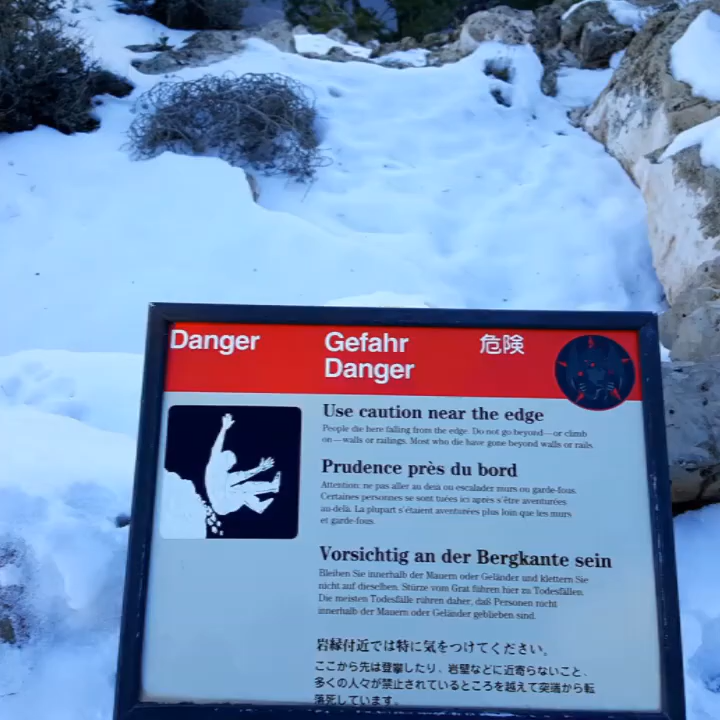 Danger
Gefahr
Danger
危険
Use caution near the edge
People die here falling from the edge. Do not go beyond—or climb
on—walls or railings. Most who die have gone beyond walls or rails.
Prudence près du bord
Attention: ne pas aller au delà ou escalader murs ou garde-fous.
Certaines personnes se sont tuées ici après s'être aventurées
au-delà. La plupart s'étaient aventurées plus loin que les murs
et garde-fous.
Vorsichtig an der Bergkante sein
Bleiben Sie innerhalb der Mauern oder Geländer und klettern Sie
nicht auf dieselben. Stürze vom Grat führen hier zu Todesfällen.
Die meisten Todesfälle rühren daher, daß Personen nicht
innerhalb der Mauern oder Geländer geblieben sind.
岩縁付近では特に気をつけてください。
ここから先は登攀したり、岩壁などに近寄らないこと、
多くの人々が禁止されているところを越えて突端から転
落死しています。